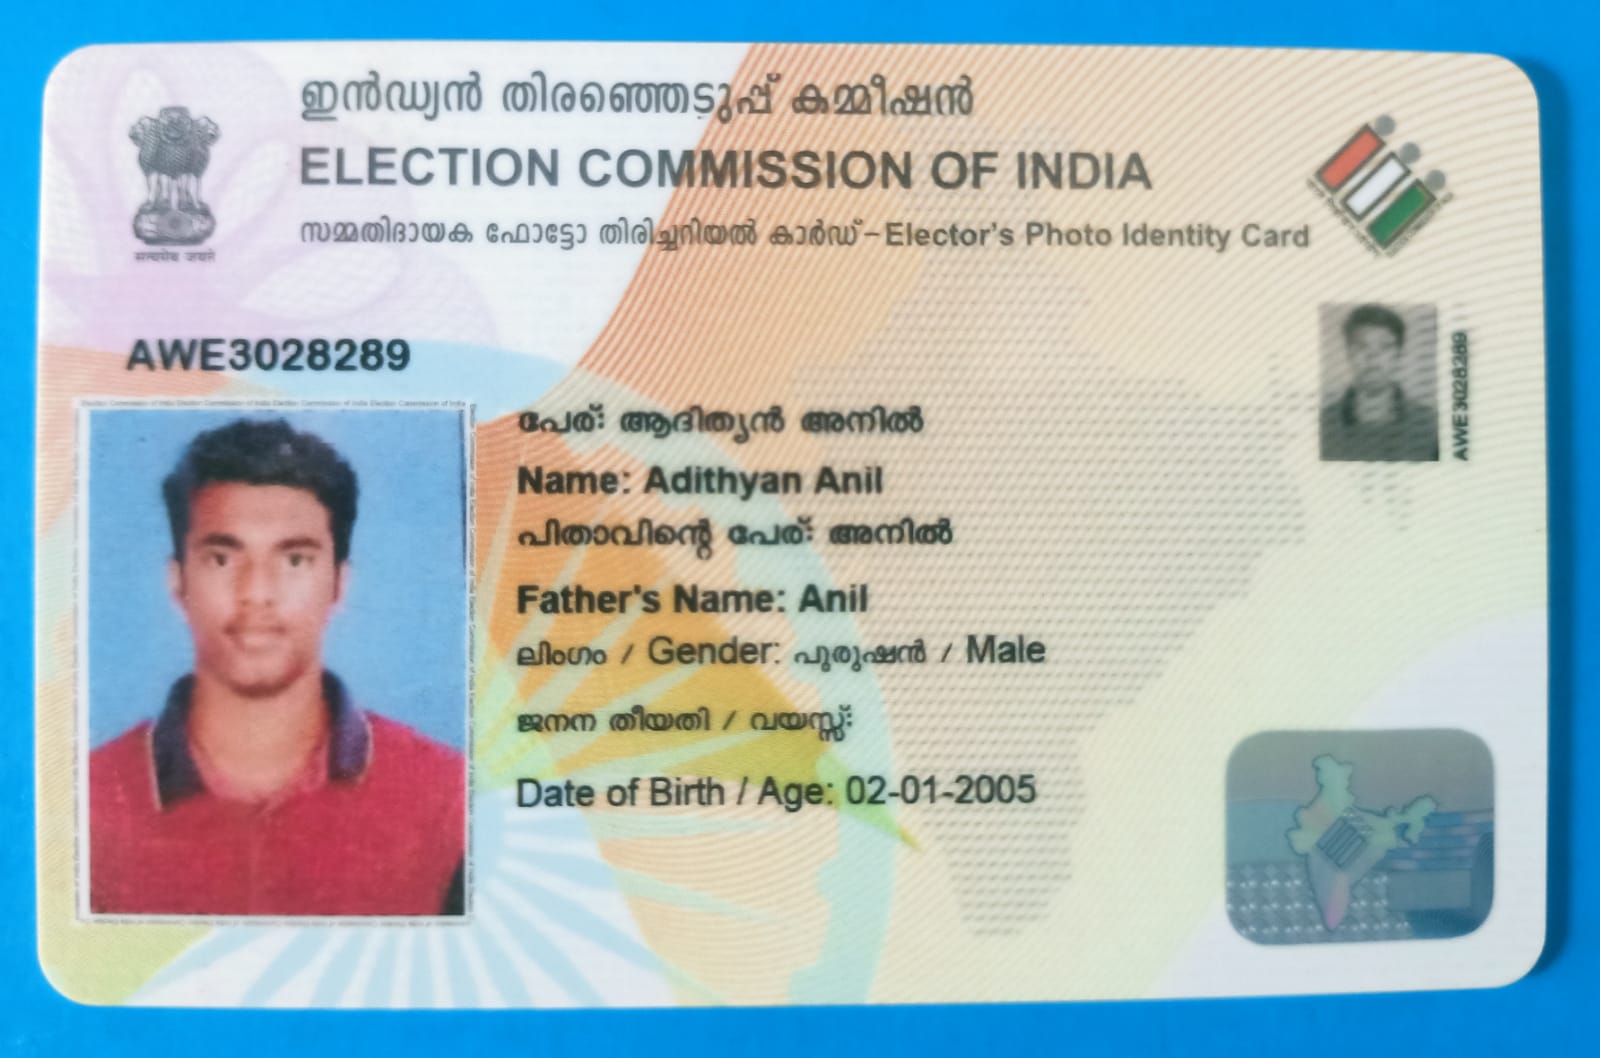 ഇൻഡ്യൻ തിരഞ്ഞെടുപ്പ് കമ്മീഷൻ
ELECTION COMMISSION OF INDIA
സമ്മതിദായക ഫോട്ടോ തിരിച്ചറിയൽ കാർഡ് – Elector's Photo Identity Card
सत्यमेव जयते
AWE3028289
AWE3028289
പേര്: ആദിത്യൻ അനിൽ
Name: Adithyan Anil
പിതാവിന്റെ പേര്: അനിൽ
Father's Name: Anil
ലിംഗം / Gender: പുരുഷൻ / Male
ജനന തീയതി / വയസ്സ്:
Date of Birth / Age: 02-01-2005